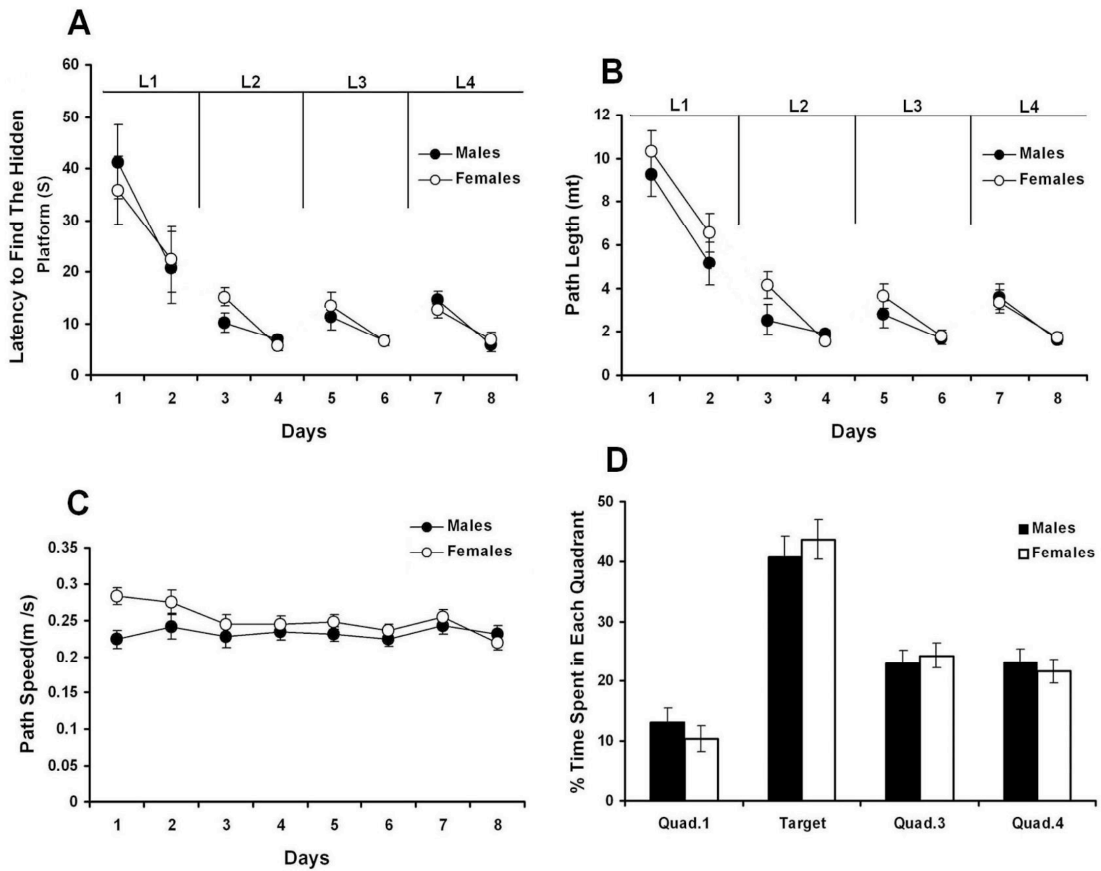 A
Latency to Find The Hidden
Platform (S)
60
50
40
30
20
10
0
L1 L2 L3 L4
Males
Females
1 2 3 4 5 6 7 8
Days
B
Path Legth (mt)
12
10
8
6
4
2
0
L1 L2 L3 L4
Males
Females
1 2 3 4 5 6 7 8
Days
C
Path Speed(m /s)
0.35
0.3
0.25
0.2
0.15
0.1
0.05
0
Males
Females
1 2 3 4 5 6 7 8
Days
D
% Time Spent in Each Quadrant
50
40
30
20
10
0
Males
Females
Quad.1 Target Quad.3 Quad.4